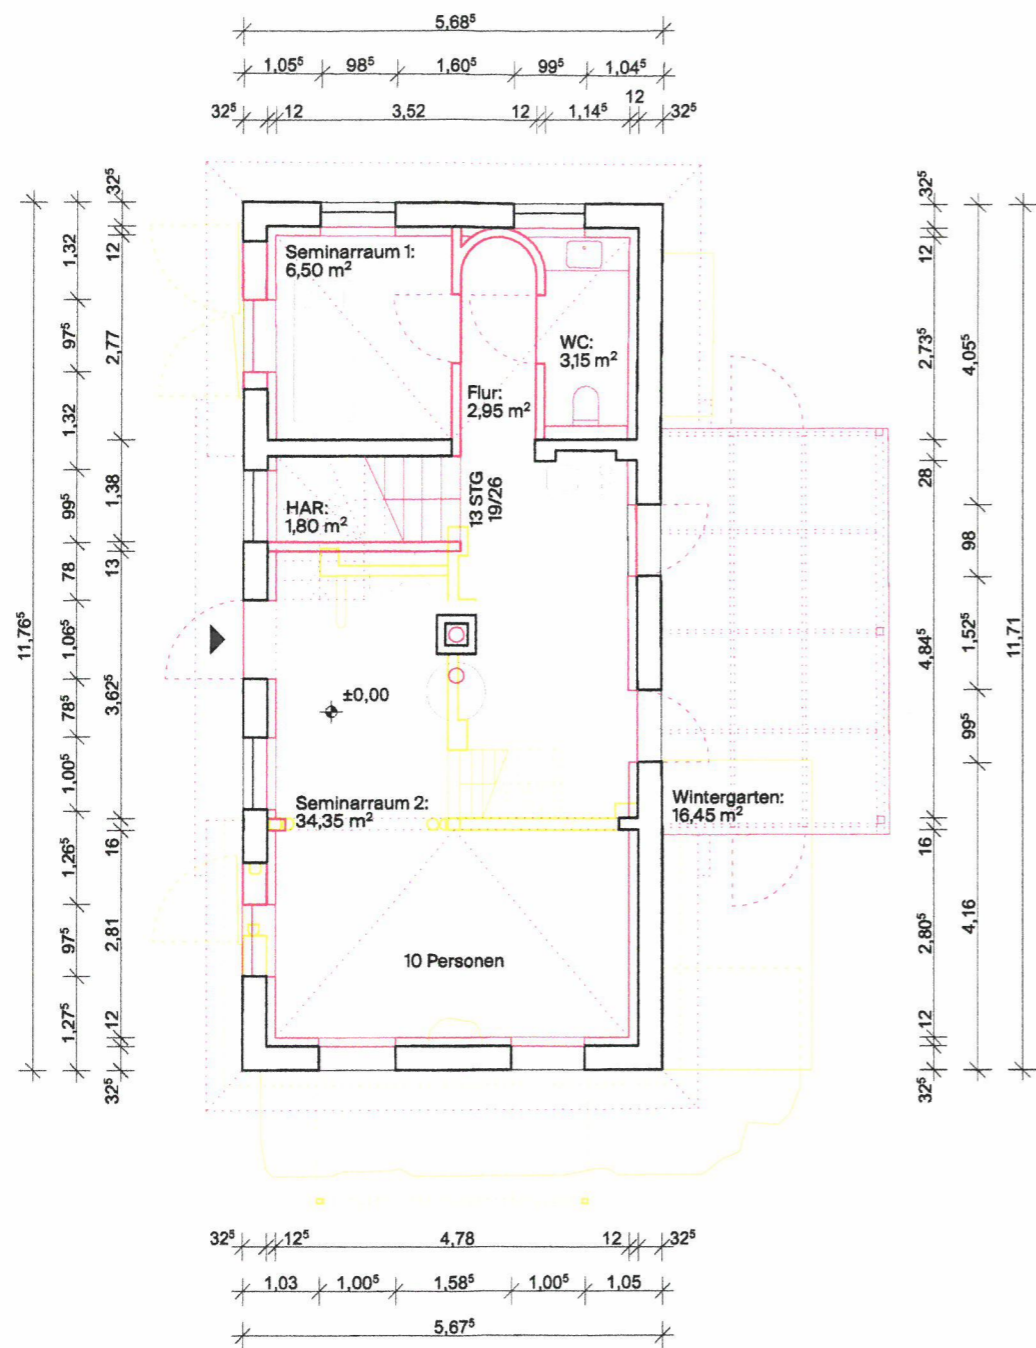 5,68⁵
1,05⁵ 98⁵ 1,60⁵ 99⁵ 1,04⁵
32⁵ 12 3,52 12 1,14⁵ 12 32⁵
11,76⁵
1,32
97⁵
1,32
99⁵
78
1,06⁵
78⁵
1,00⁵
1,26⁵
97⁵
1,27⁵
32⁵
12
2,77
1,38
13
3,62⁵
16
2,81
12
32⁵
Seminarraum 1:
6,50 m²
WC:
3,15 m²
Flur:
2,95 m²
HAR:
1,80 m²
13 STG
19/26
±0,00
Seminarraum 2:
34,35 m²
Wintergarten:
16,45 m²
10 Personen
32⁵
12
2,73⁵
28
4,84⁵
16
2,80⁵
12
32⁵
4,05⁵
98
1,52⁵
99⁵
4,16
11,71
32⁵ 12⁵ 4,78 12 32⁵
1,03 1,00⁵ 1,58⁵ 1,00⁵ 1,05
5,67⁵